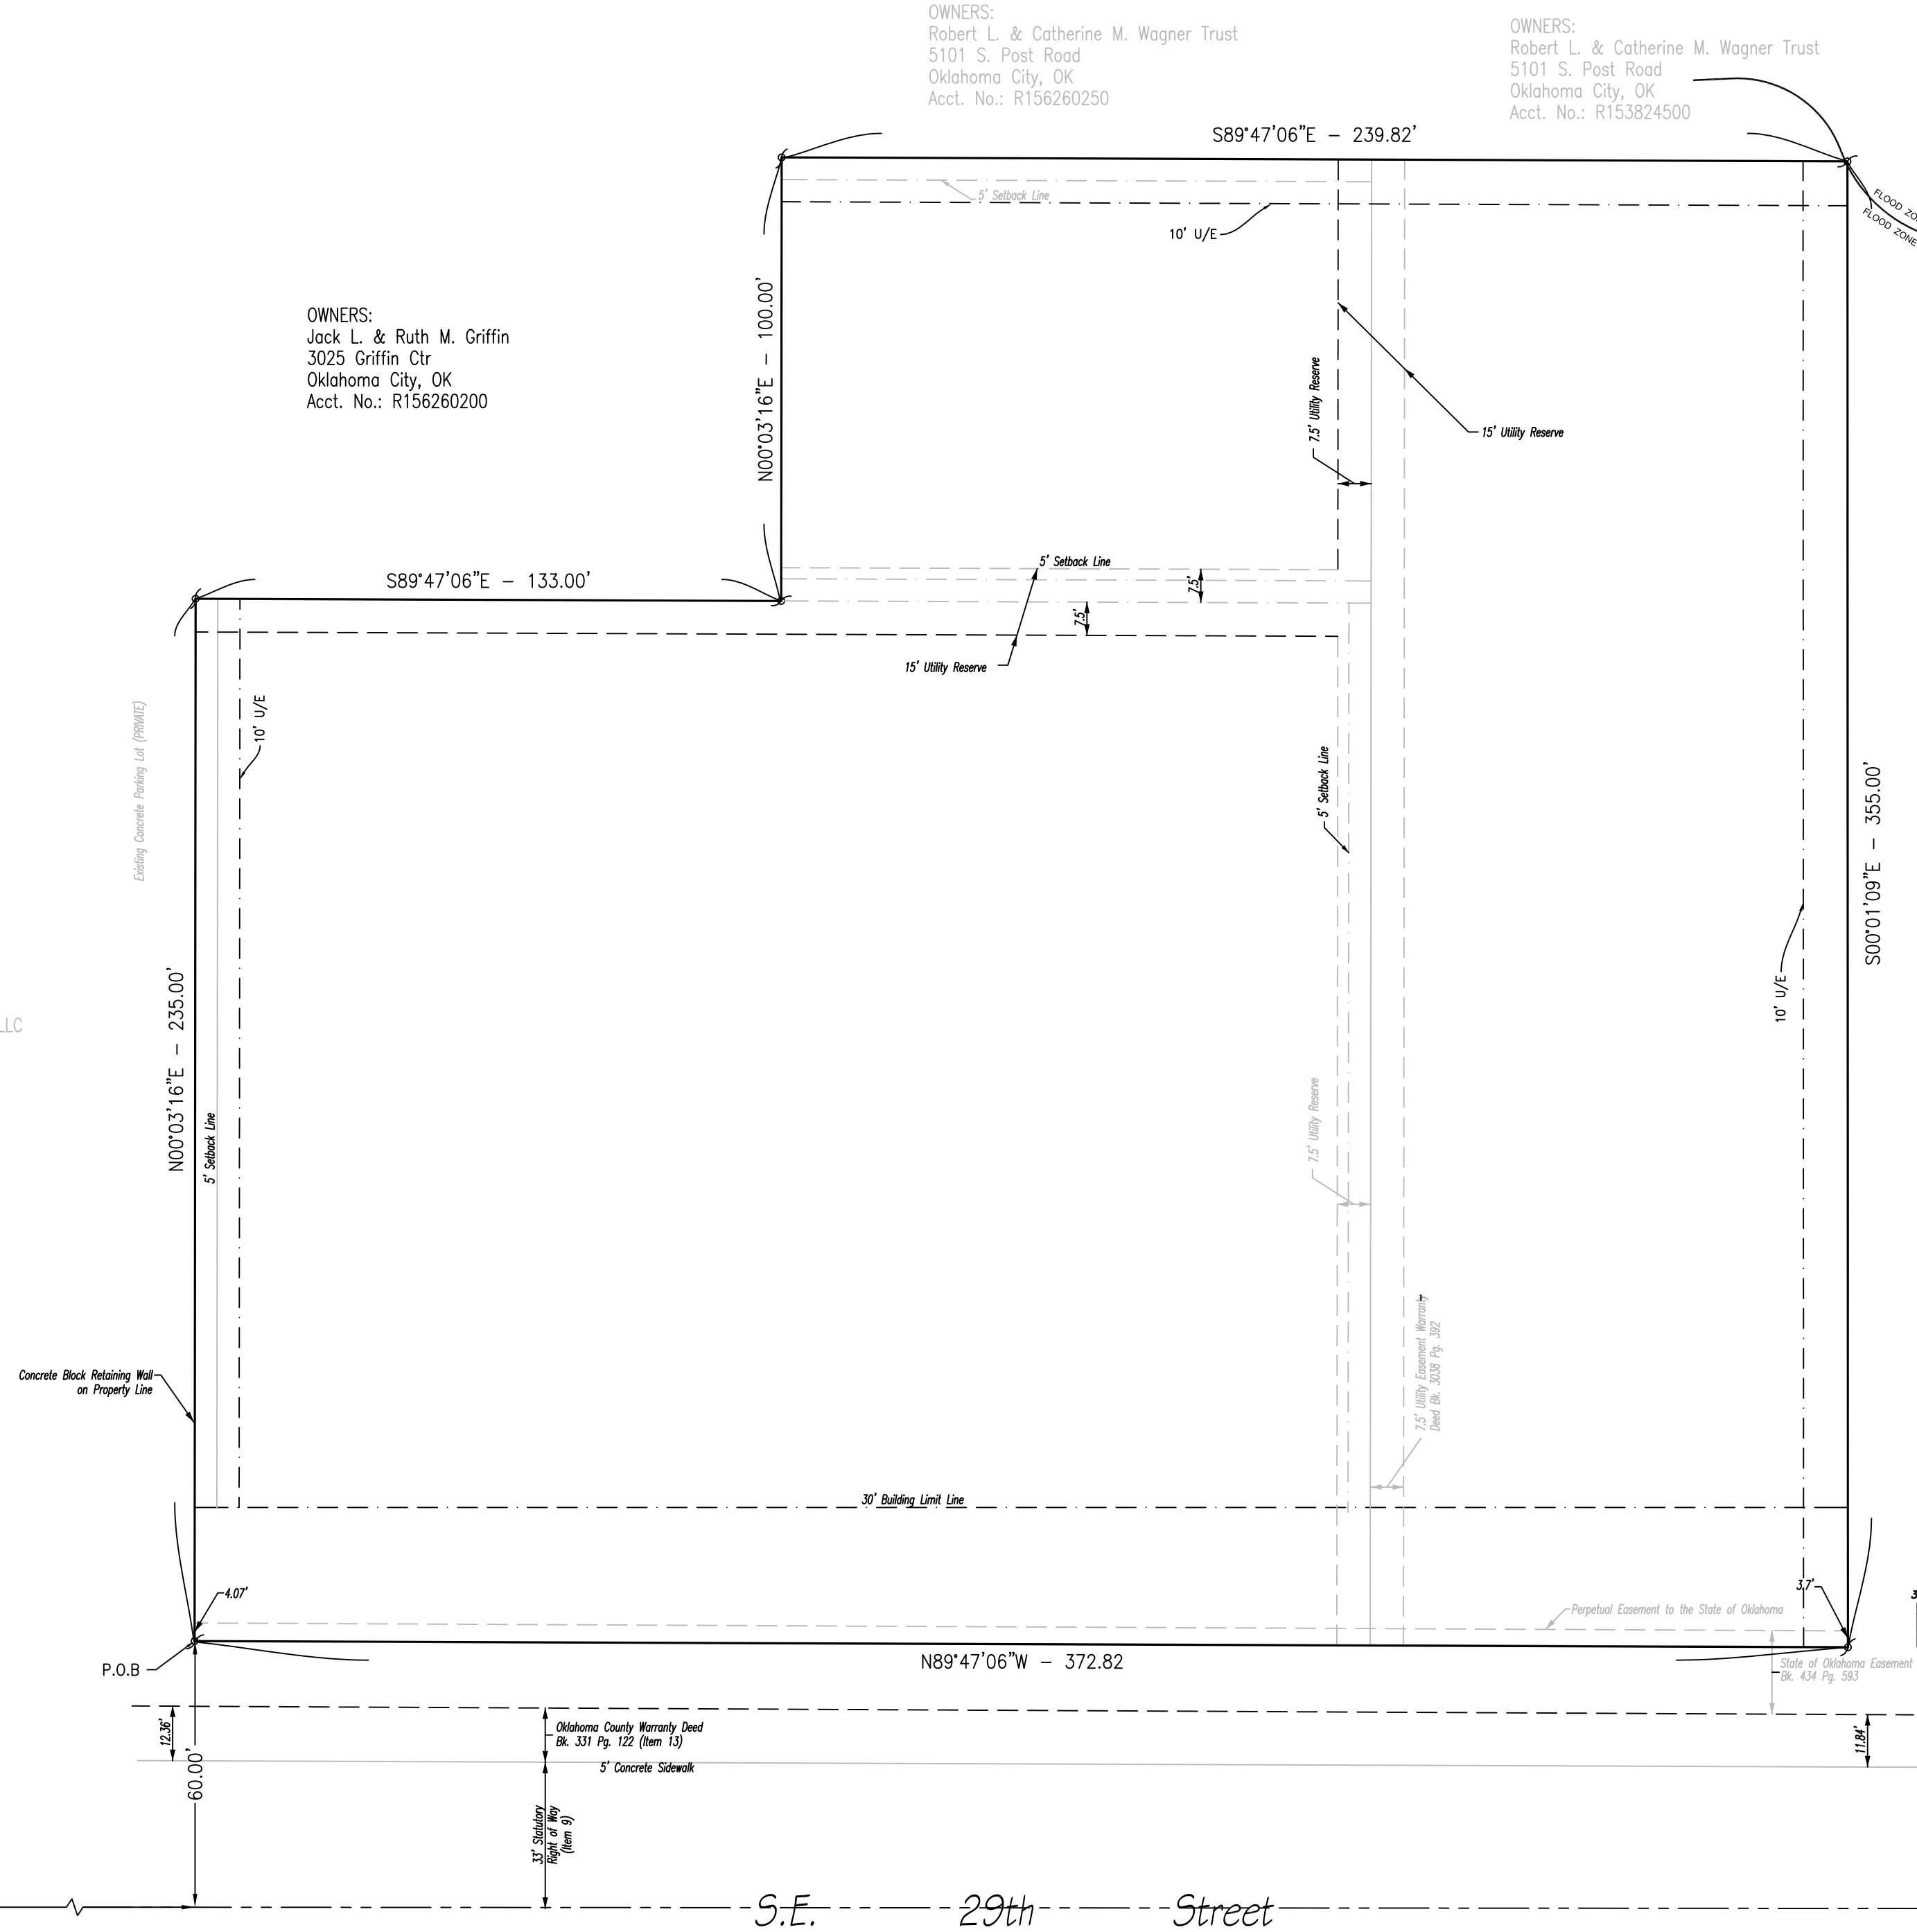 OWNERS:
Robert L. & Catherine M. Wagner Trust
5101 S. Post Road
Oklahoma City, OK
Acct. No.: R156260250
OWNERS:
Robert L. & Catherine M. Wagner Trust
5101 S. Post Road
Oklahoma City, OK
Acct. No.: R153824500
S89°47'06"E - 239.82'
FLOOD
FLOOD ZONE
5' Setback Line
10' U/E
N00°03'16"E - 100.00'
OWNERS:
Jack L. & Ruth M. Griffin
3025 Griffin Ctr
Oklahoma City, OK
Acct. No.: R156260200
7.5' Utility Reserve
15' Utility Reserve
5' Setback Line
S89°47'06"E - 133.00'
7.5'
7.5'
15' Utility Reserve
10' U/E
Existing Concrete Parking Lot (PRIVATE)
5' Setback Line
S00°01'09"E - 355.00'
10' U/E
LLC
N00°03'16"E - 235.00'
5' Setback Line
7.5' Utility Reserve
7.5' Utility Easement Warranty
Deed Bk. 3038 Pg. 392
Concrete Block Retaining Wall
on Property Line
30' Building Limit Line
4.07'
3.7'
Perpetual Easement to the State of Oklahoma
P.O.B
N89°47'06"W - 372.82
State of Oklahoma Easement
Bk. 434 Pg. 593
12.36'
Oklahoma County Warranty Deed
Bk. 331 Pg. 122 (Item 13)
11.84'
5' Concrete Sidewalk
60.00'
33' Statutory
Right of Way
(Item 9)
S.E. 29th Street